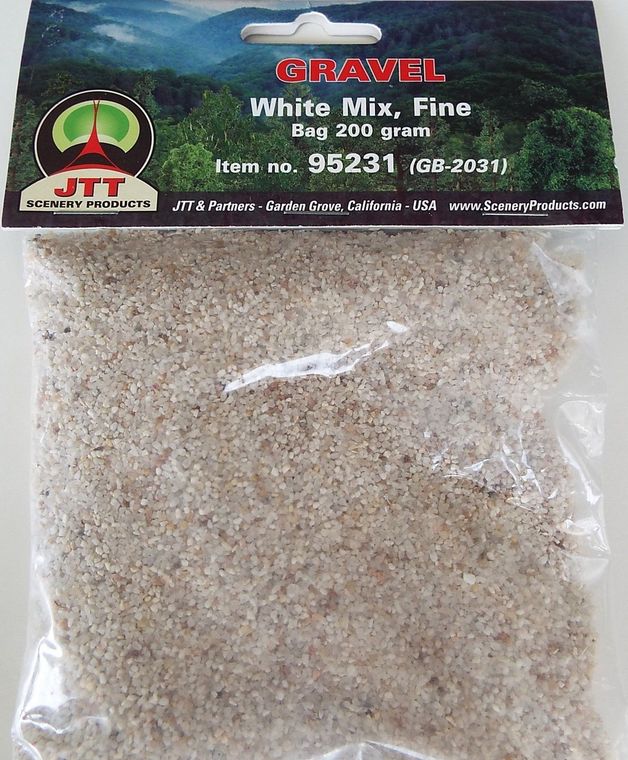 GRAVEL
White Mix, Fine
Bag 200 gram
Item no. 95231 (GB-2031)
JTT
SCENERY PRODUCTS
JTT & Partners - Garden Grove, California - USA www.SceneryProducts.com